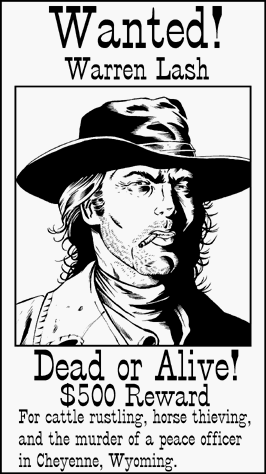 Wanted!
Warren Lash
Dead or Alive!
$500 Reward
For cattle rustling, horse thieving,
and the murder of a peace officer
in Cheyenne, Wyoming.